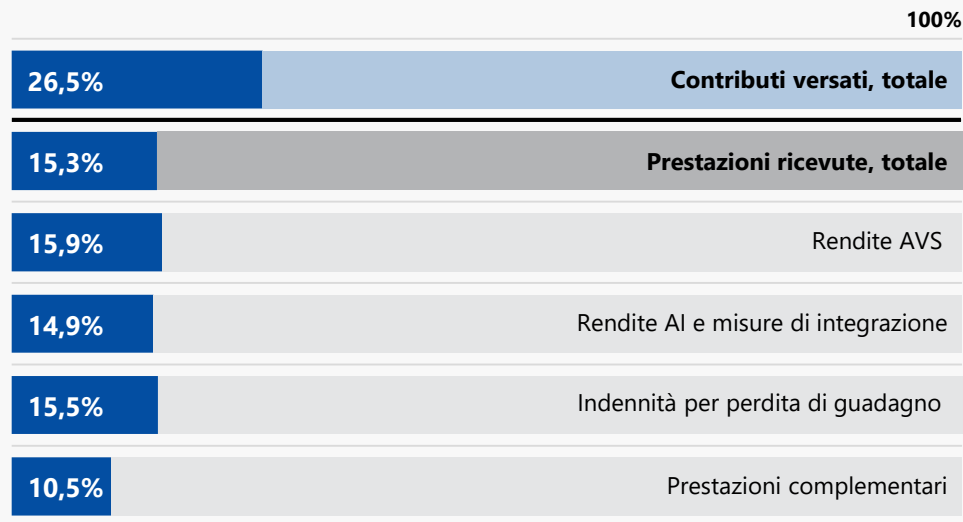 100%
26,5% Contributi versati, totale
15,3% Prestazioni ricevute, totale
15,9% Rendite AVS
14,9% Rendite AI e misure di integrazione
15,5% Indennità per perdita di guadagno
10,5% Prestazioni complementari